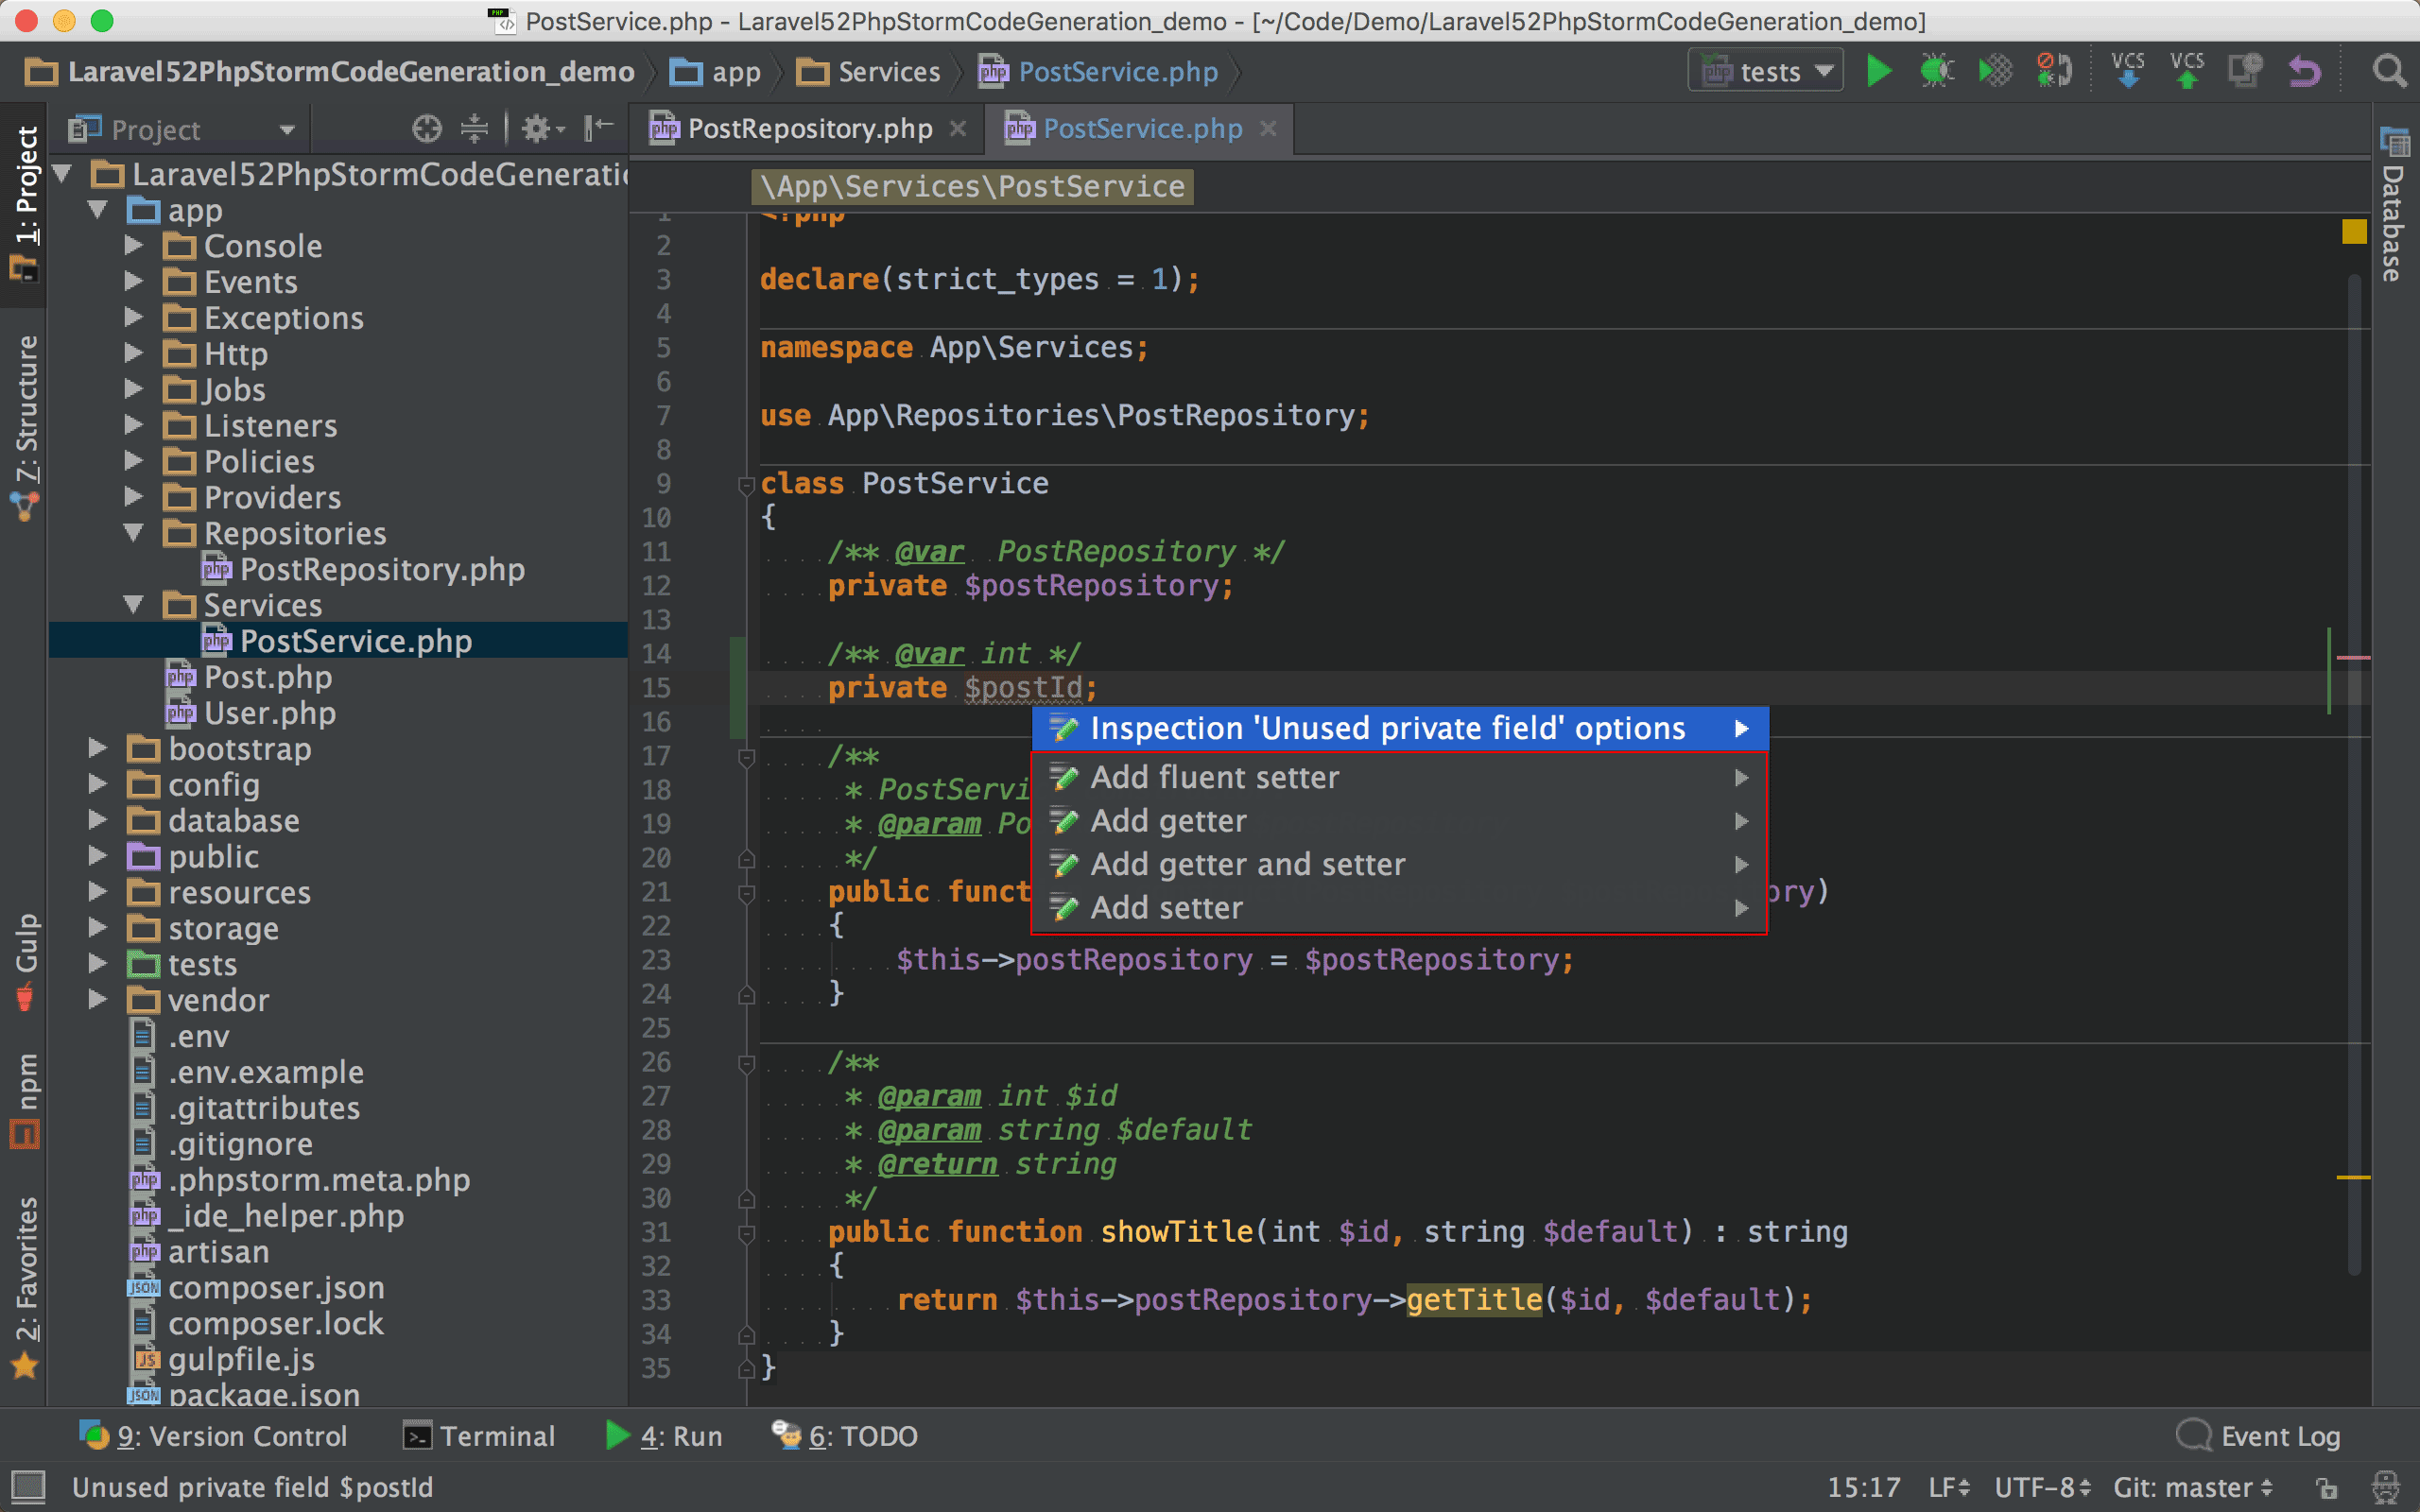 PostService.php - Laravel52PhpStormCodeGeneration_demo - [~/Code/Demo/Laravel52PhpStormCodeGeneration_demo]
Laravel52PhpStormCodeGeneration_demo app Services PostService.php tests VCS VCS
1: Project
7: Structure
Gulp
npm
2: Favorites
Project
Laravel52PhpStormCodeGeneratio
app
Console
Events
Exceptions
Http
Jobs
Listeners
Policies
Providers
Repositories
PostRepository.php
Services
PostService.php
Post.php
User.php
bootstrap
config
database
public
resources
storage
tests
vendor
.env
.env.example
.gitattributes
.gitignore
.phpstorm.meta.php
_ide_helper.php
artisan
composer.json
composer.lock
gulpfile.js
package.json
PostRepository.php PostService.php
\App\Services\PostService
1 <?php
2
3 declare(strict_types = 1);
4
5 namespace App\Services;
6
7 use App\Repositories\PostRepository;
8
9 class PostService
10 {
11 /** @var PostRepository */
12 private $postRepository;
13
14 /** @var int */
15 private $postId;
16
17 /**
18 * PostServi
19 * @param Po
20 */
21 public funct ory)
22 {
23 $this->postRepository = $postRepository;
24 }
25
26 /**
27 * @param int $id
28 * @param string $default
29 * @return string
30 */
31 public function showTitle(int $id, string $default) : string
32 {
33 return $this->postRepository->getTitle($id, $default);
34 }
35 }
Inspection 'Unused private field' options
Add fluent setter
Add getter
Add getter and setter
Add setter
Database
9: Version Control Terminal 4: Run 6: TODO Event Log
Unused private field $postId 15:17 LF UTF-8 Git: master